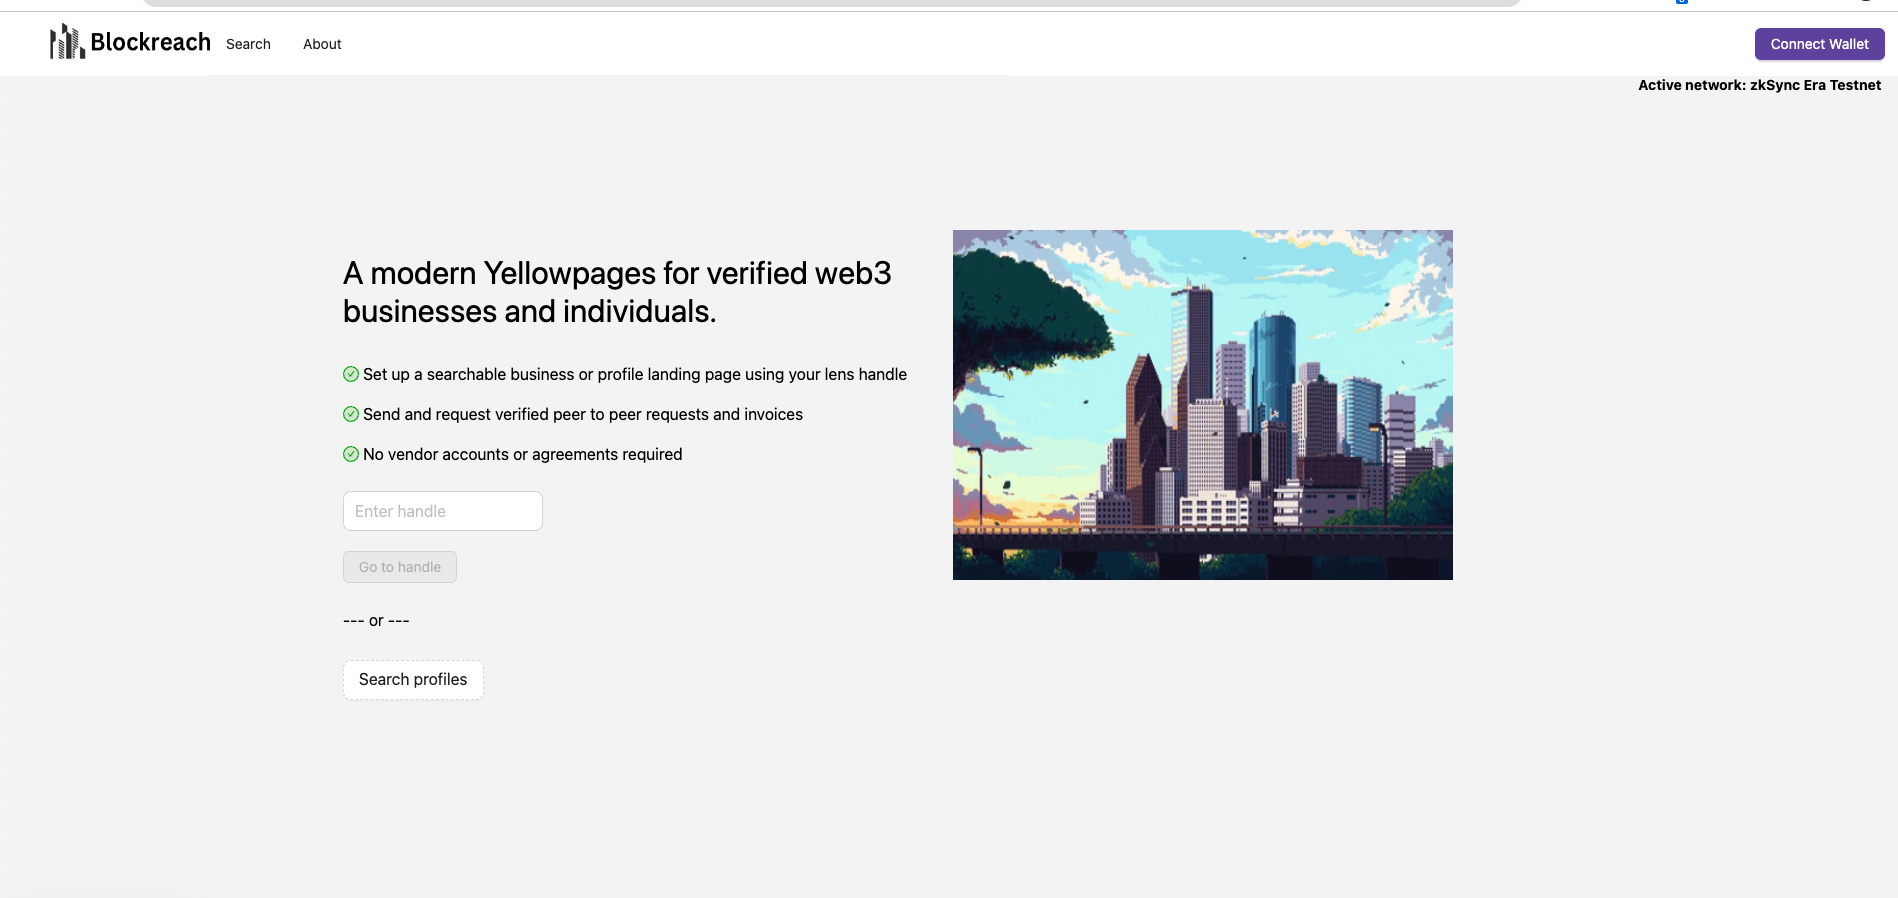 Blockreach
Search
About
Connect Wallet
Active network: zkSync Era Testnet
A modern Yellowpages for verified web3
businesses and individuals.
Set up a searchable business or profile landing page using your lens handle
Send and request verified peer to peer requests and invoices
No vendor accounts or agreements required
Enter handle
Go to handle
--- or ---
Search profiles